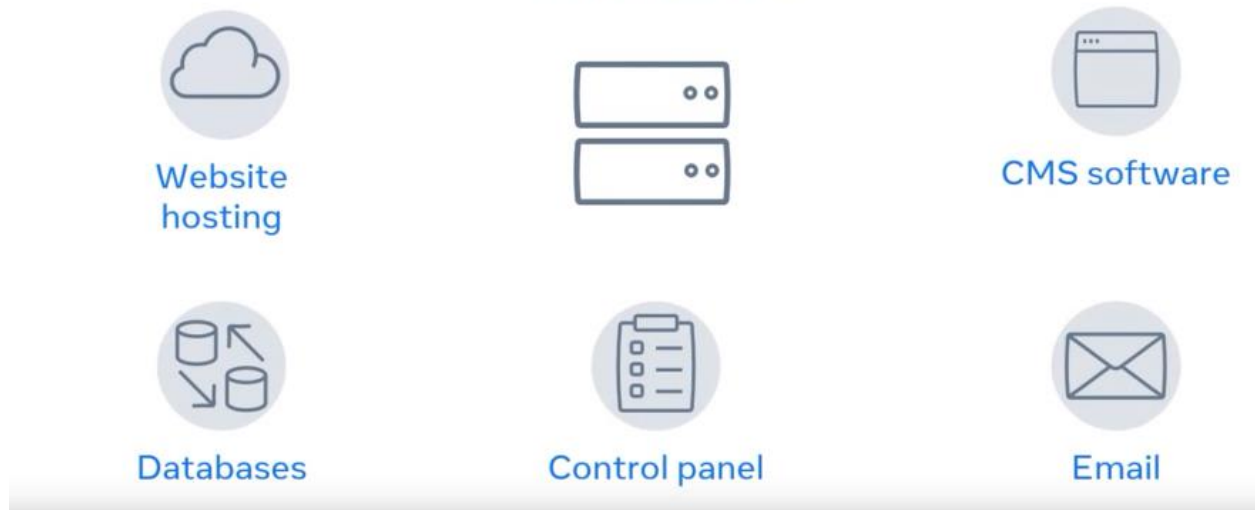 Website
hosting
CMS software
Databases
Control panel
Email